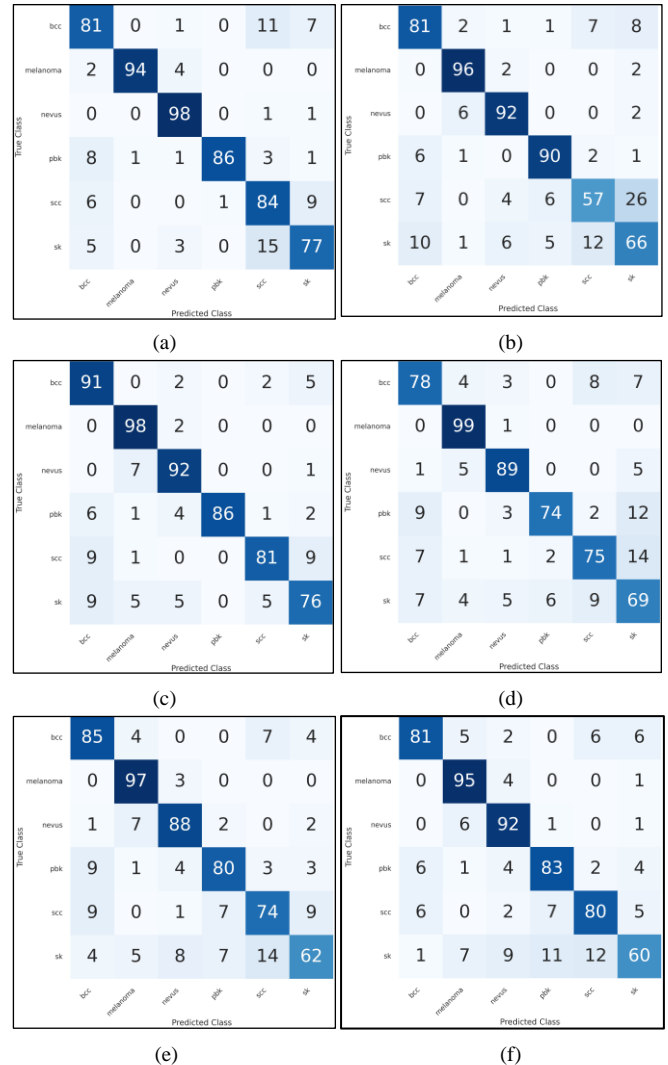 bcc 81 0 1 0 11 7
melanoma 2 94 4 0 0 0
nevus 0 0 98 0 1 1
pbk 8 1 1 86 3 1
scc 6 0 0 1 84 9
sk 5 0 3 0 15 77
True Class
bcc melanoma nevus pbk scc sk
Predicted Class
(a)
bcc 81 2 1 1 7 8
melanoma 0 96 2 0 0 2
nevus 0 6 92 0 0 2
pbk 6 1 0 90 2 1
scc 7 0 4 6 57 26
sk 10 1 6 5 12 66
True Class
bcc melanoma nevus pbk scc sk
Predicted Class
(b)
bcc 91 0 2 0 2 5
melanoma 0 98 2 0 0 0
nevus 0 7 92 0 0 1
pbk 6 1 4 86 1 2
scc 9 1 0 0 81 9
sk 9 5 5 0 5 76
True Class
bcc melanoma nevus pbk scc sk
Predicted Class
(c)
bcc 78 4 3 0 8 7
melanoma 0 99 1 0 0 0
nevus 1 5 89 0 0 5
pbk 9 0 3 74 2 12
scc 7 1 1 2 75 14
sk 7 4 5 6 9 69
True Class
bcc melanoma nevus pbk scc sk
Predicted Class
(d)
bcc 85 4 0 0 7 4
melanoma 0 97 3 0 0 0
nevus 1 7 88 2 0 2
pbk 9 1 4 80 3 3
scc 9 0 1 7 74 9
sk 4 5 8 7 14 62
True Class
bcc melanoma nevus pbk scc sk
Predicted Class
(e)
bcc 81 5 2 0 6 6
melanoma 0 95 4 0 0 1
nevus 0 6 92 1 0 1
pbk 6 1 4 83 2 4
scc 6 0 2 7 80 5
sk 1 7 9 11 12 60
True Class
bcc melanoma nevus pbk scc sk
Predicted Class
(f)